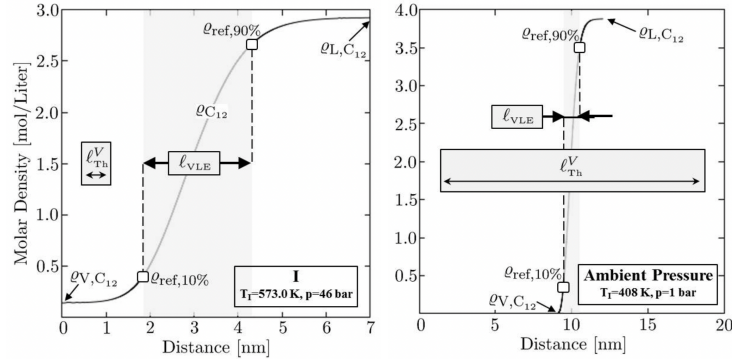 3.0
2.5
2.0
1.5
1.0
0.5
0
1
2
3
4
5
6
7
Molar Density [mol/Liter]
Distance [nm]
ϱref,90%
ϱL,C12
ϱC12
ℓVTh
ℓVLE
ϱV,C12
ϱref,10%
I
TI=573.0 K, p=46 bar
4.0
3.5
3.0
2.5
2.0
1.5
1.0
0.5
0
5
10
15
20
Distance [nm]
ϱL,C12
ϱref,90%
ℓVLE
ℓVTh
ϱref,10%
ϱV,C12
Ambient Pressure
TI=408 K, p=1 bar